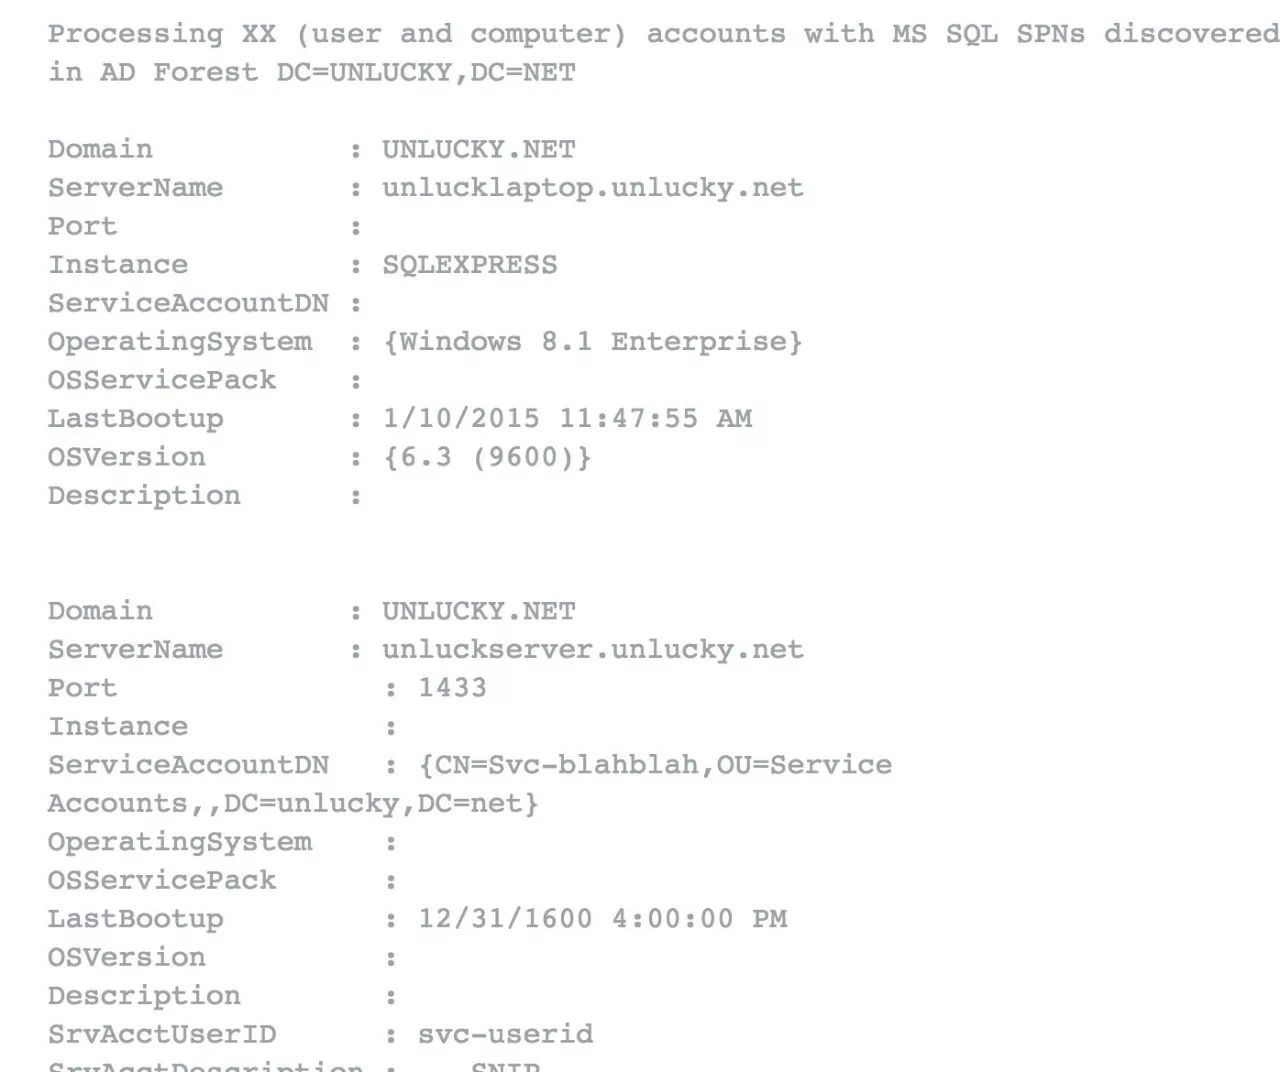 Processing XX (user and computer) accounts with MS SQL SPNs discovered
in AD Forest DC=UNLUCKY,DC=NET
Domain : UNLUCKY.NET
ServerName : unlucklaptop.unlucky.net
Port :
Instance : SQLEXPRESS
ServiceAccountDN :
OperatingSystem : {Windows 8.1 Enterprise}
OSServicePack :
LastBootup : 1/10/2015 11:47:55 AM
OSVersion : {6.3 (9600)}
Description :
Domain : UNLUCKY.NET
ServerName : unluckserver.unlucky.net
Port : 1433
Instance :
ServiceAccountDN : {CN=Svc-blahblah,OU=Service
Accounts,,DC=unlucky,DC=net}
OperatingSystem :
OSServicePack :
LastBootup : 12/31/1600 4:00:00 PM
OSVersion :
Description :
SrvAcctUserID : svc-userid
SrvAcctDescription : SNIP